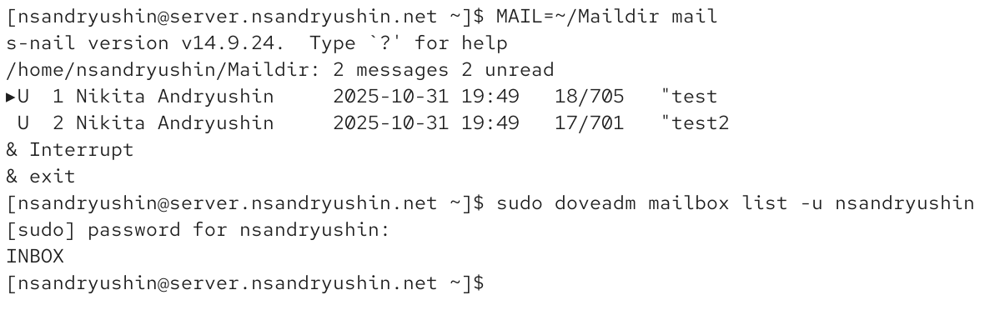 [nsandryushin@server.nsandryushin.net ~]$ MAIL=~/Maildir mail
s-nail version v14.9.24.  Type `?' for help
/home/nsandryushin/Maildir: 2 messages 2 unread
▸U  1 Nikita Andryushin     2025-10-31 19:49   18/705   "test
 U  2 Nikita Andryushin     2025-10-31 19:49   17/701   "test2
& Interrupt
& exit
[nsandryushin@server.nsandryushin.net ~]$ sudo doveadm mailbox list -u nsandryushin
[sudo] password for nsandryushin:
INBOX
[nsandryushin@server.nsandryushin.net ~]$